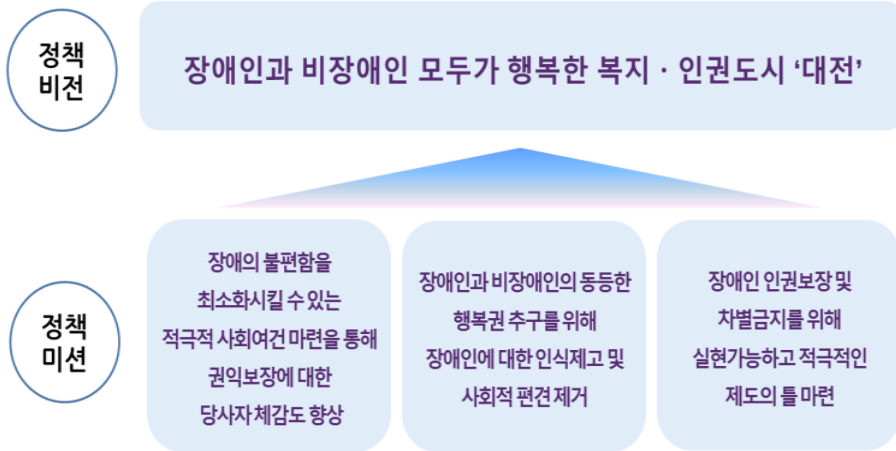 정책
비전
장애인과 비장애인 모두가 행복한 복지 · 인권도시 ‘대전’
정책
미션
장애의 불편함을
최소화시킬 수 있는
적극적 사회여건 마련을 통해
권익보장에 대한
당사자 체감도 향상
장애인과 비장애인의 동등한
행복권 추구를 위해
장애인에 대한 인식제고 및
사회적 편견 제거
장애인 인권보장 및
차별금지를 위해
실현가능하고 적극적인
제도의 틀 마련